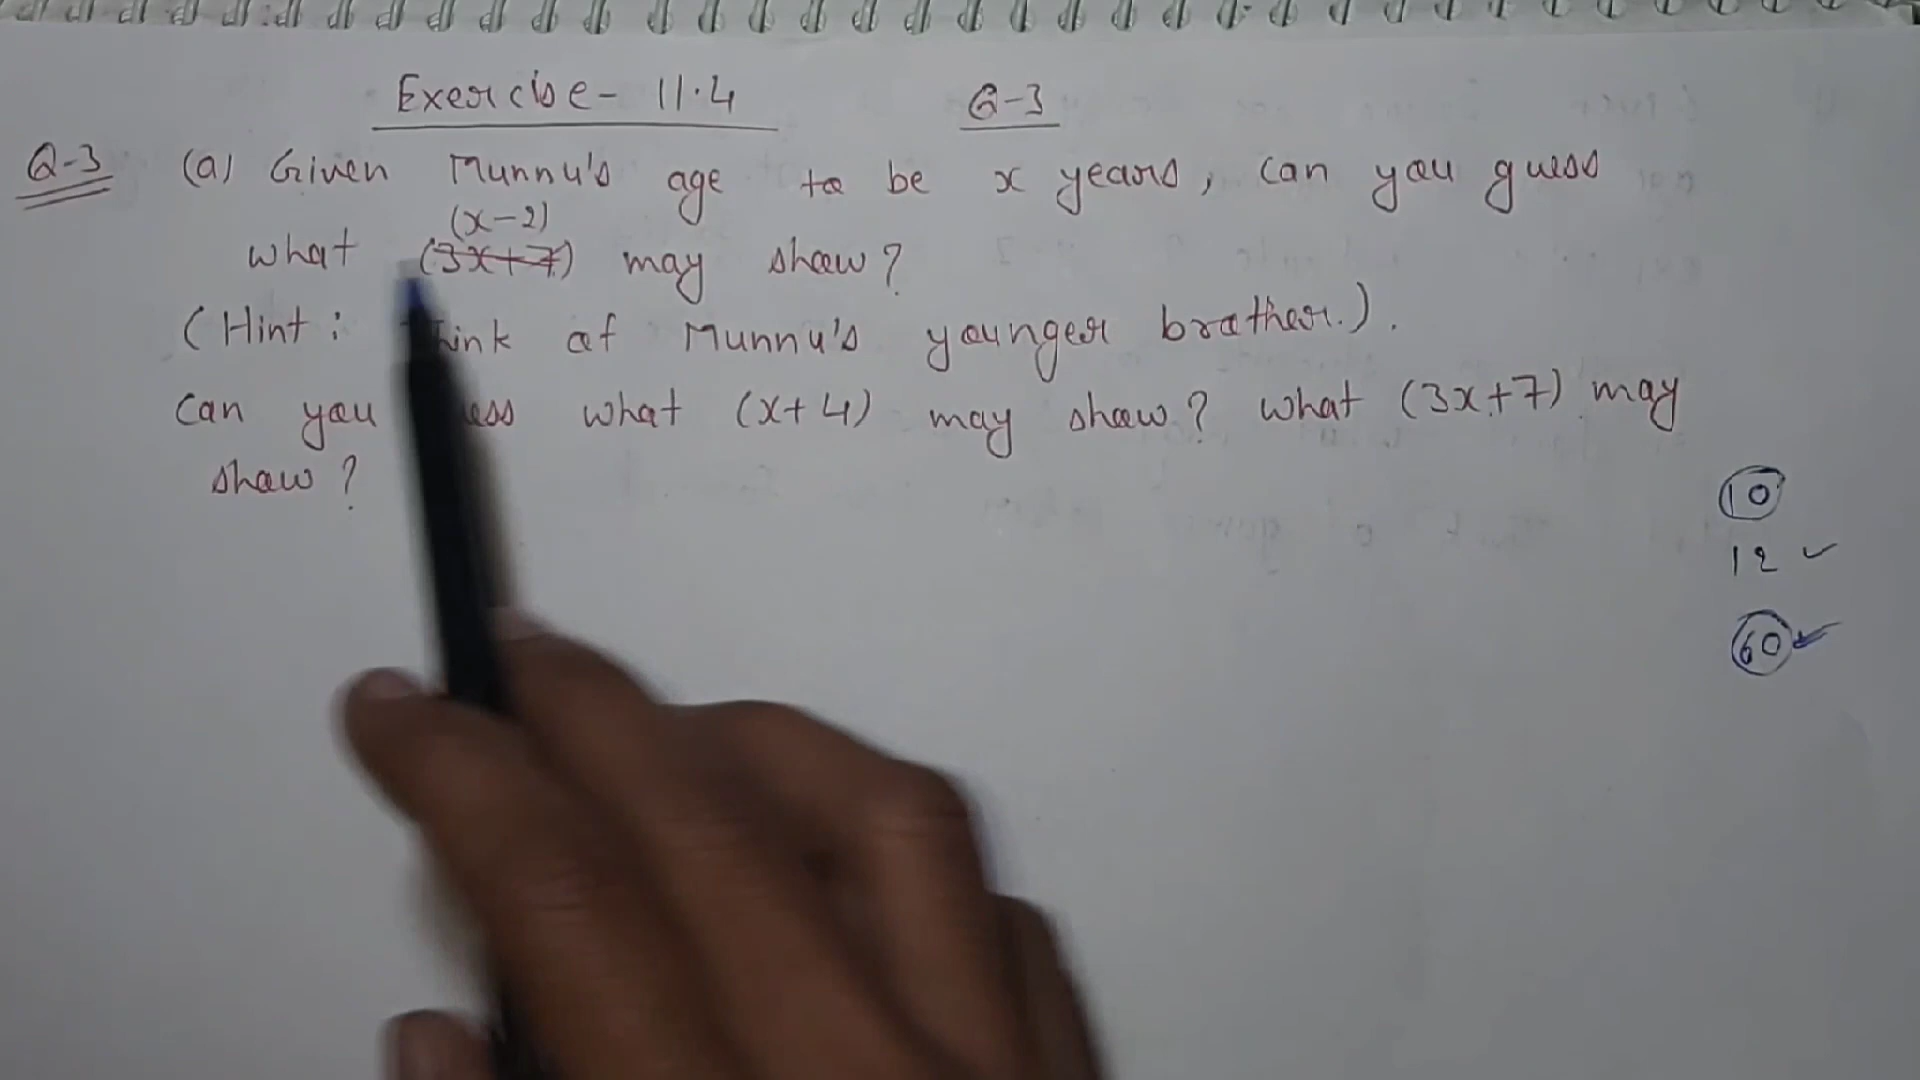 Exercise - 11.4 Q-3
Q-3 (a) Given Munnu's age to be x years, can you guess
(x-2)
what (3x+7) may show?
(Hint: of Munnu's younger brother.).
Can you what (x+4) may show? what (3x+7) may
show?
10
12 ✓
60